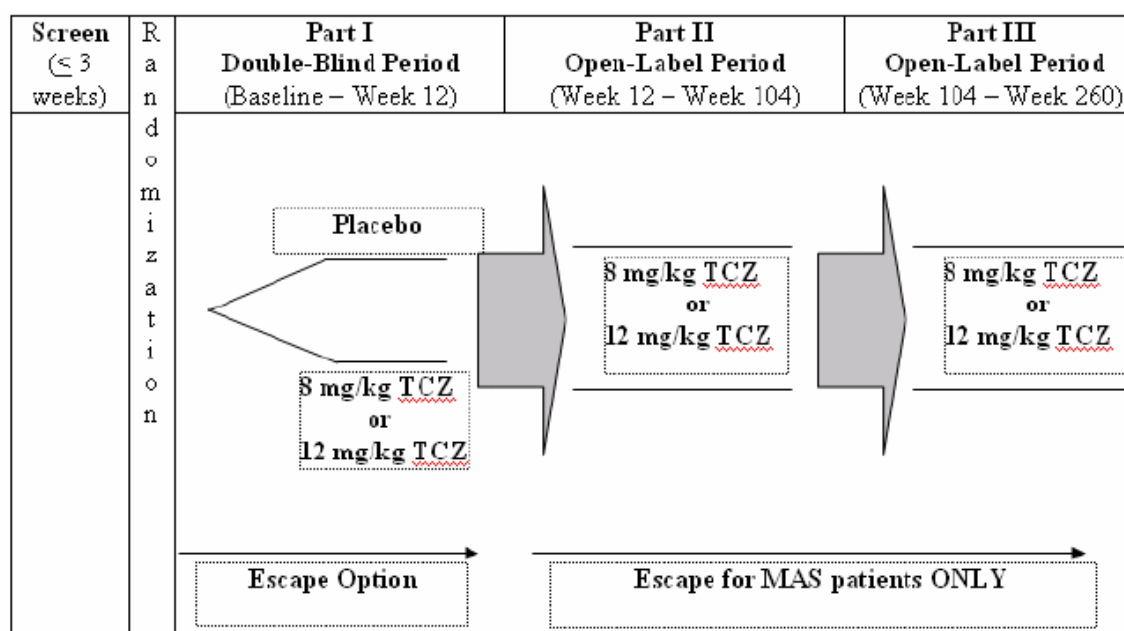 Screen
(≤ 3
weeks)
Randomization
Part I
Double-Blind Period
(Baseline – Week 12)
Part II
Open-Label Period
(Week 12 – Week 104)
Part III
Open-Label Period
(Week 104 – Week 260)
Placebo
8 mg/kg TCZ
or
12 mg/kg TCZ
8 mg/kg TCZ
or
12 mg/kg TCZ
8 mg/kg TCZ
or
12 mg/kg TCZ
Escape Option
Escape for MAS patients ONLY